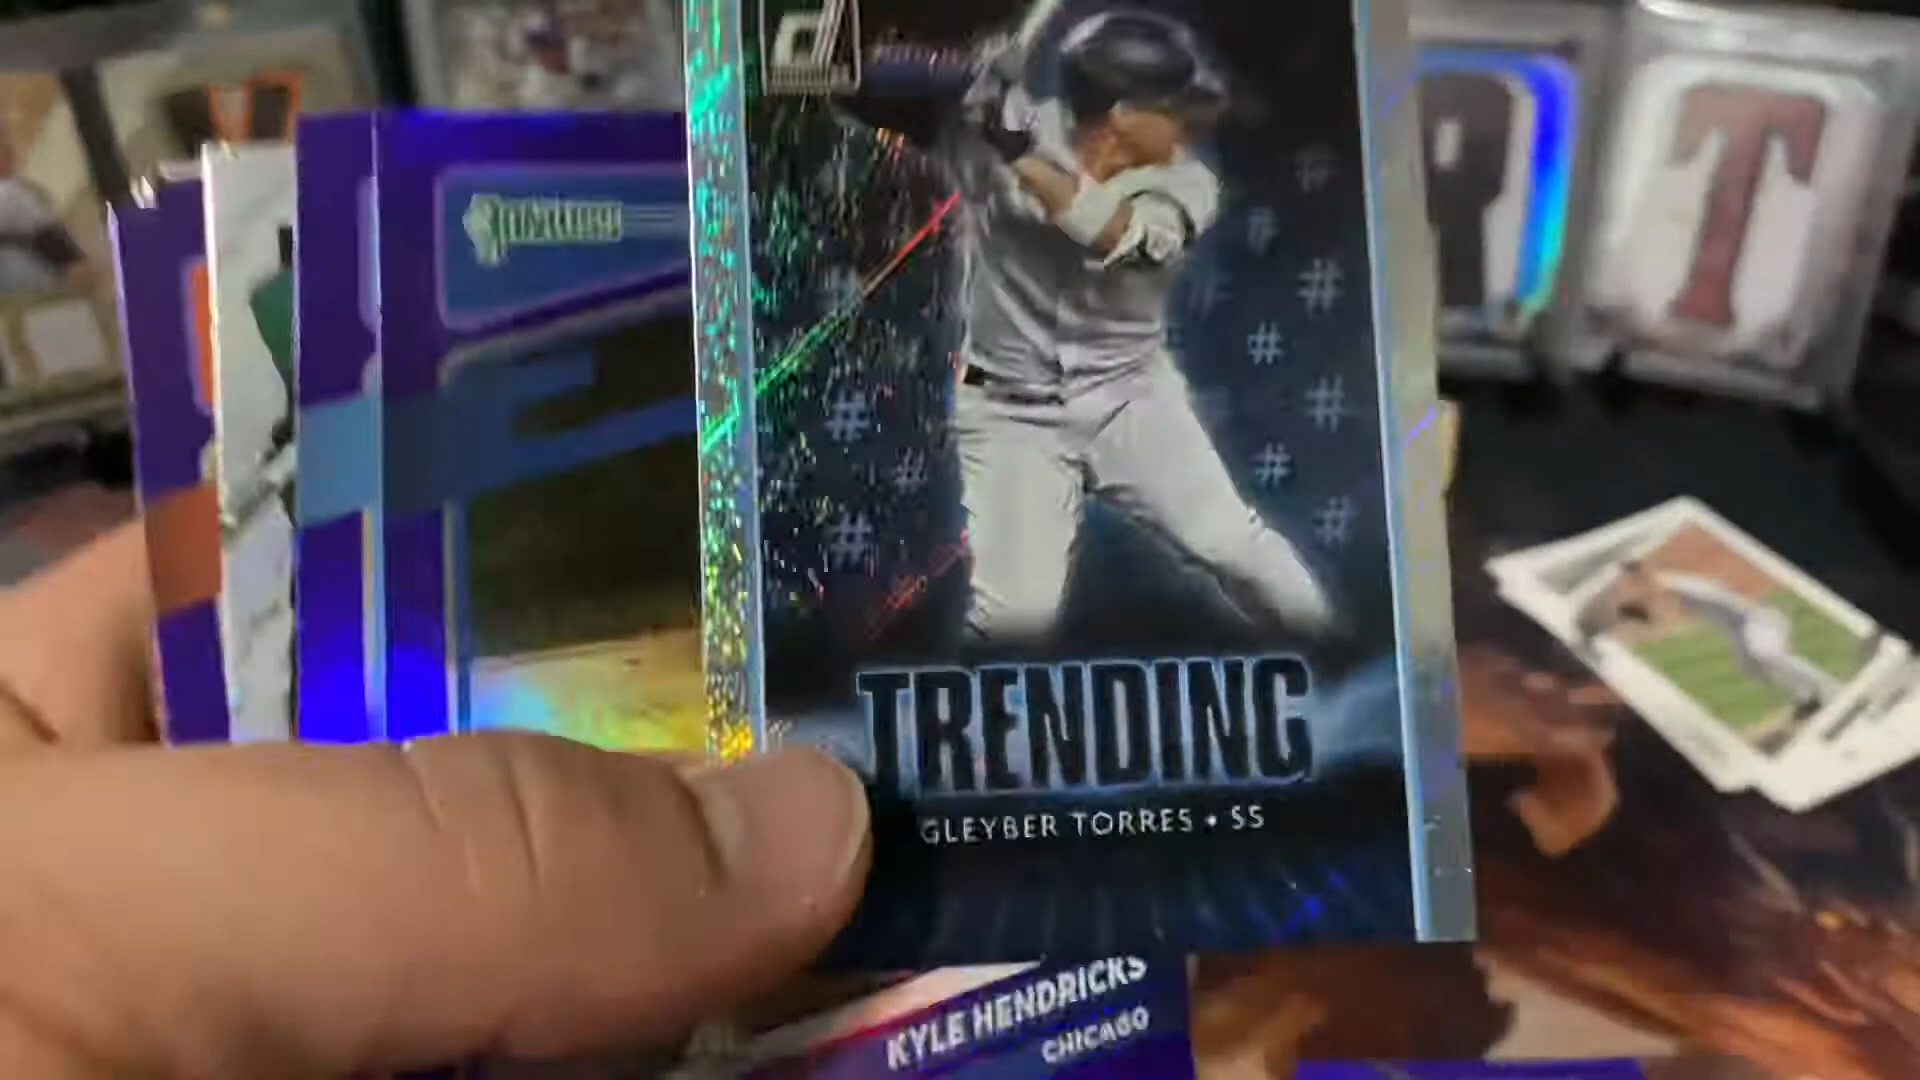 R
T
#
#
#
#
#
#
#
#
#
#
TRENDING
GLEYBER TORRES • SS
KYLE HENDRICKS
CHICAGO